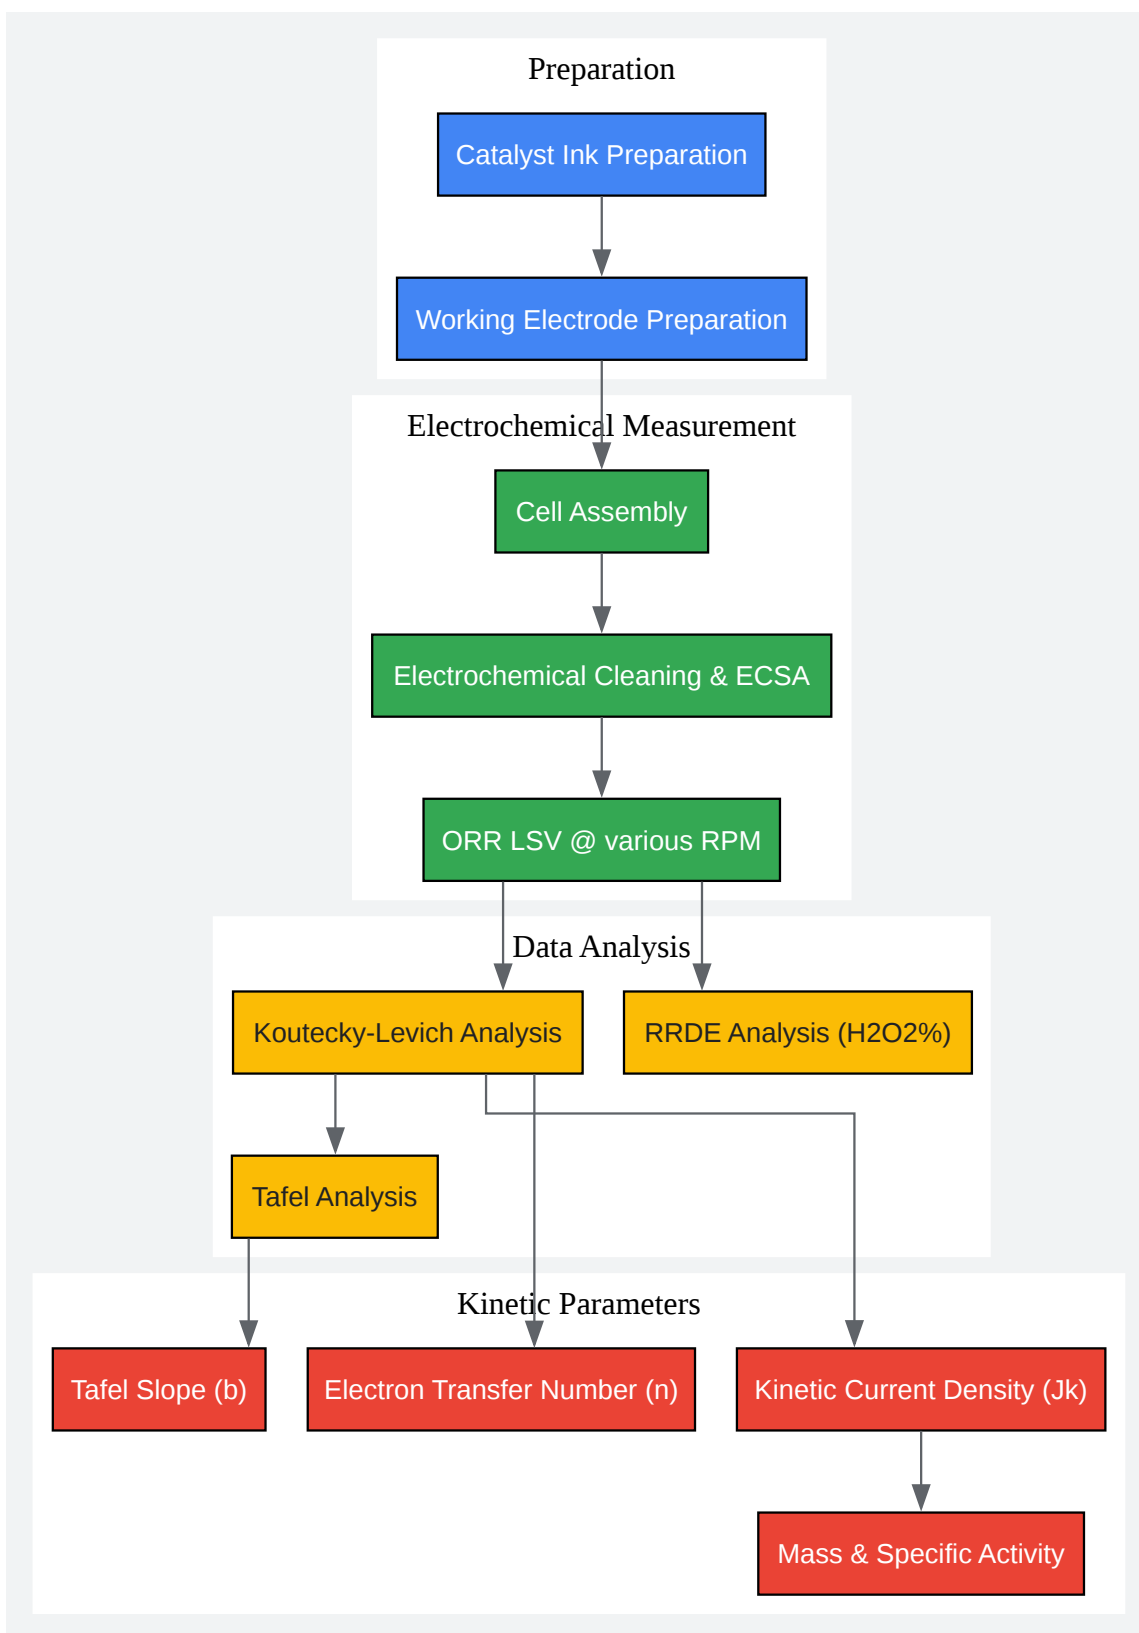 Preparation
Catalyst Ink Preparation
Working Electrode Preparation
Electrochemical Measurement
Cell Assembly
Electrochemical Cleaning & ECSA
ORR LSV @ various RPM
Data Analysis
Koutecky-Levich Analysis
RRDE Analysis (H2O2%)
Tafel Analysis
Kinetic Parameters
Tafel Slope (b)
Electron Transfer Number (n)
Kinetic Current Density (Jk)
Mass & Specific Activity